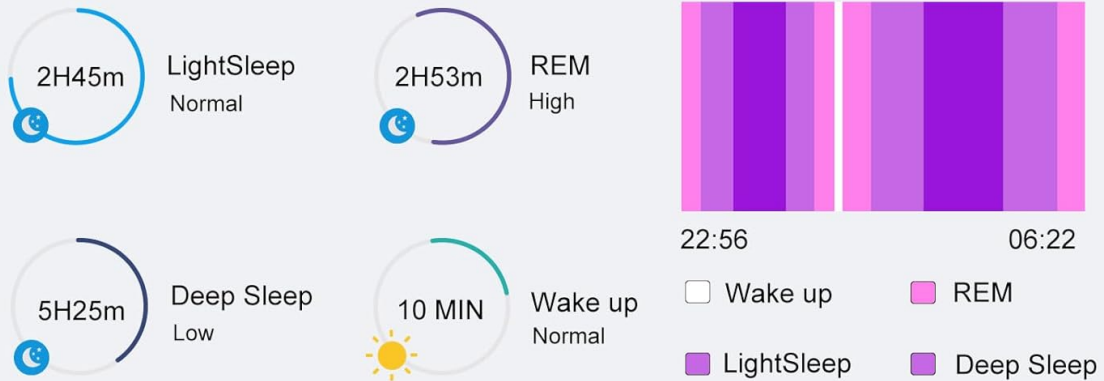 2H45m
LightSleep
Normal
2H53m
REM
High
22:56
06:22
5H25m
Deep Sleep
Low
10 MIN
Wake up
Normal
Wake up
REM
LightSleep
Deep Sleep